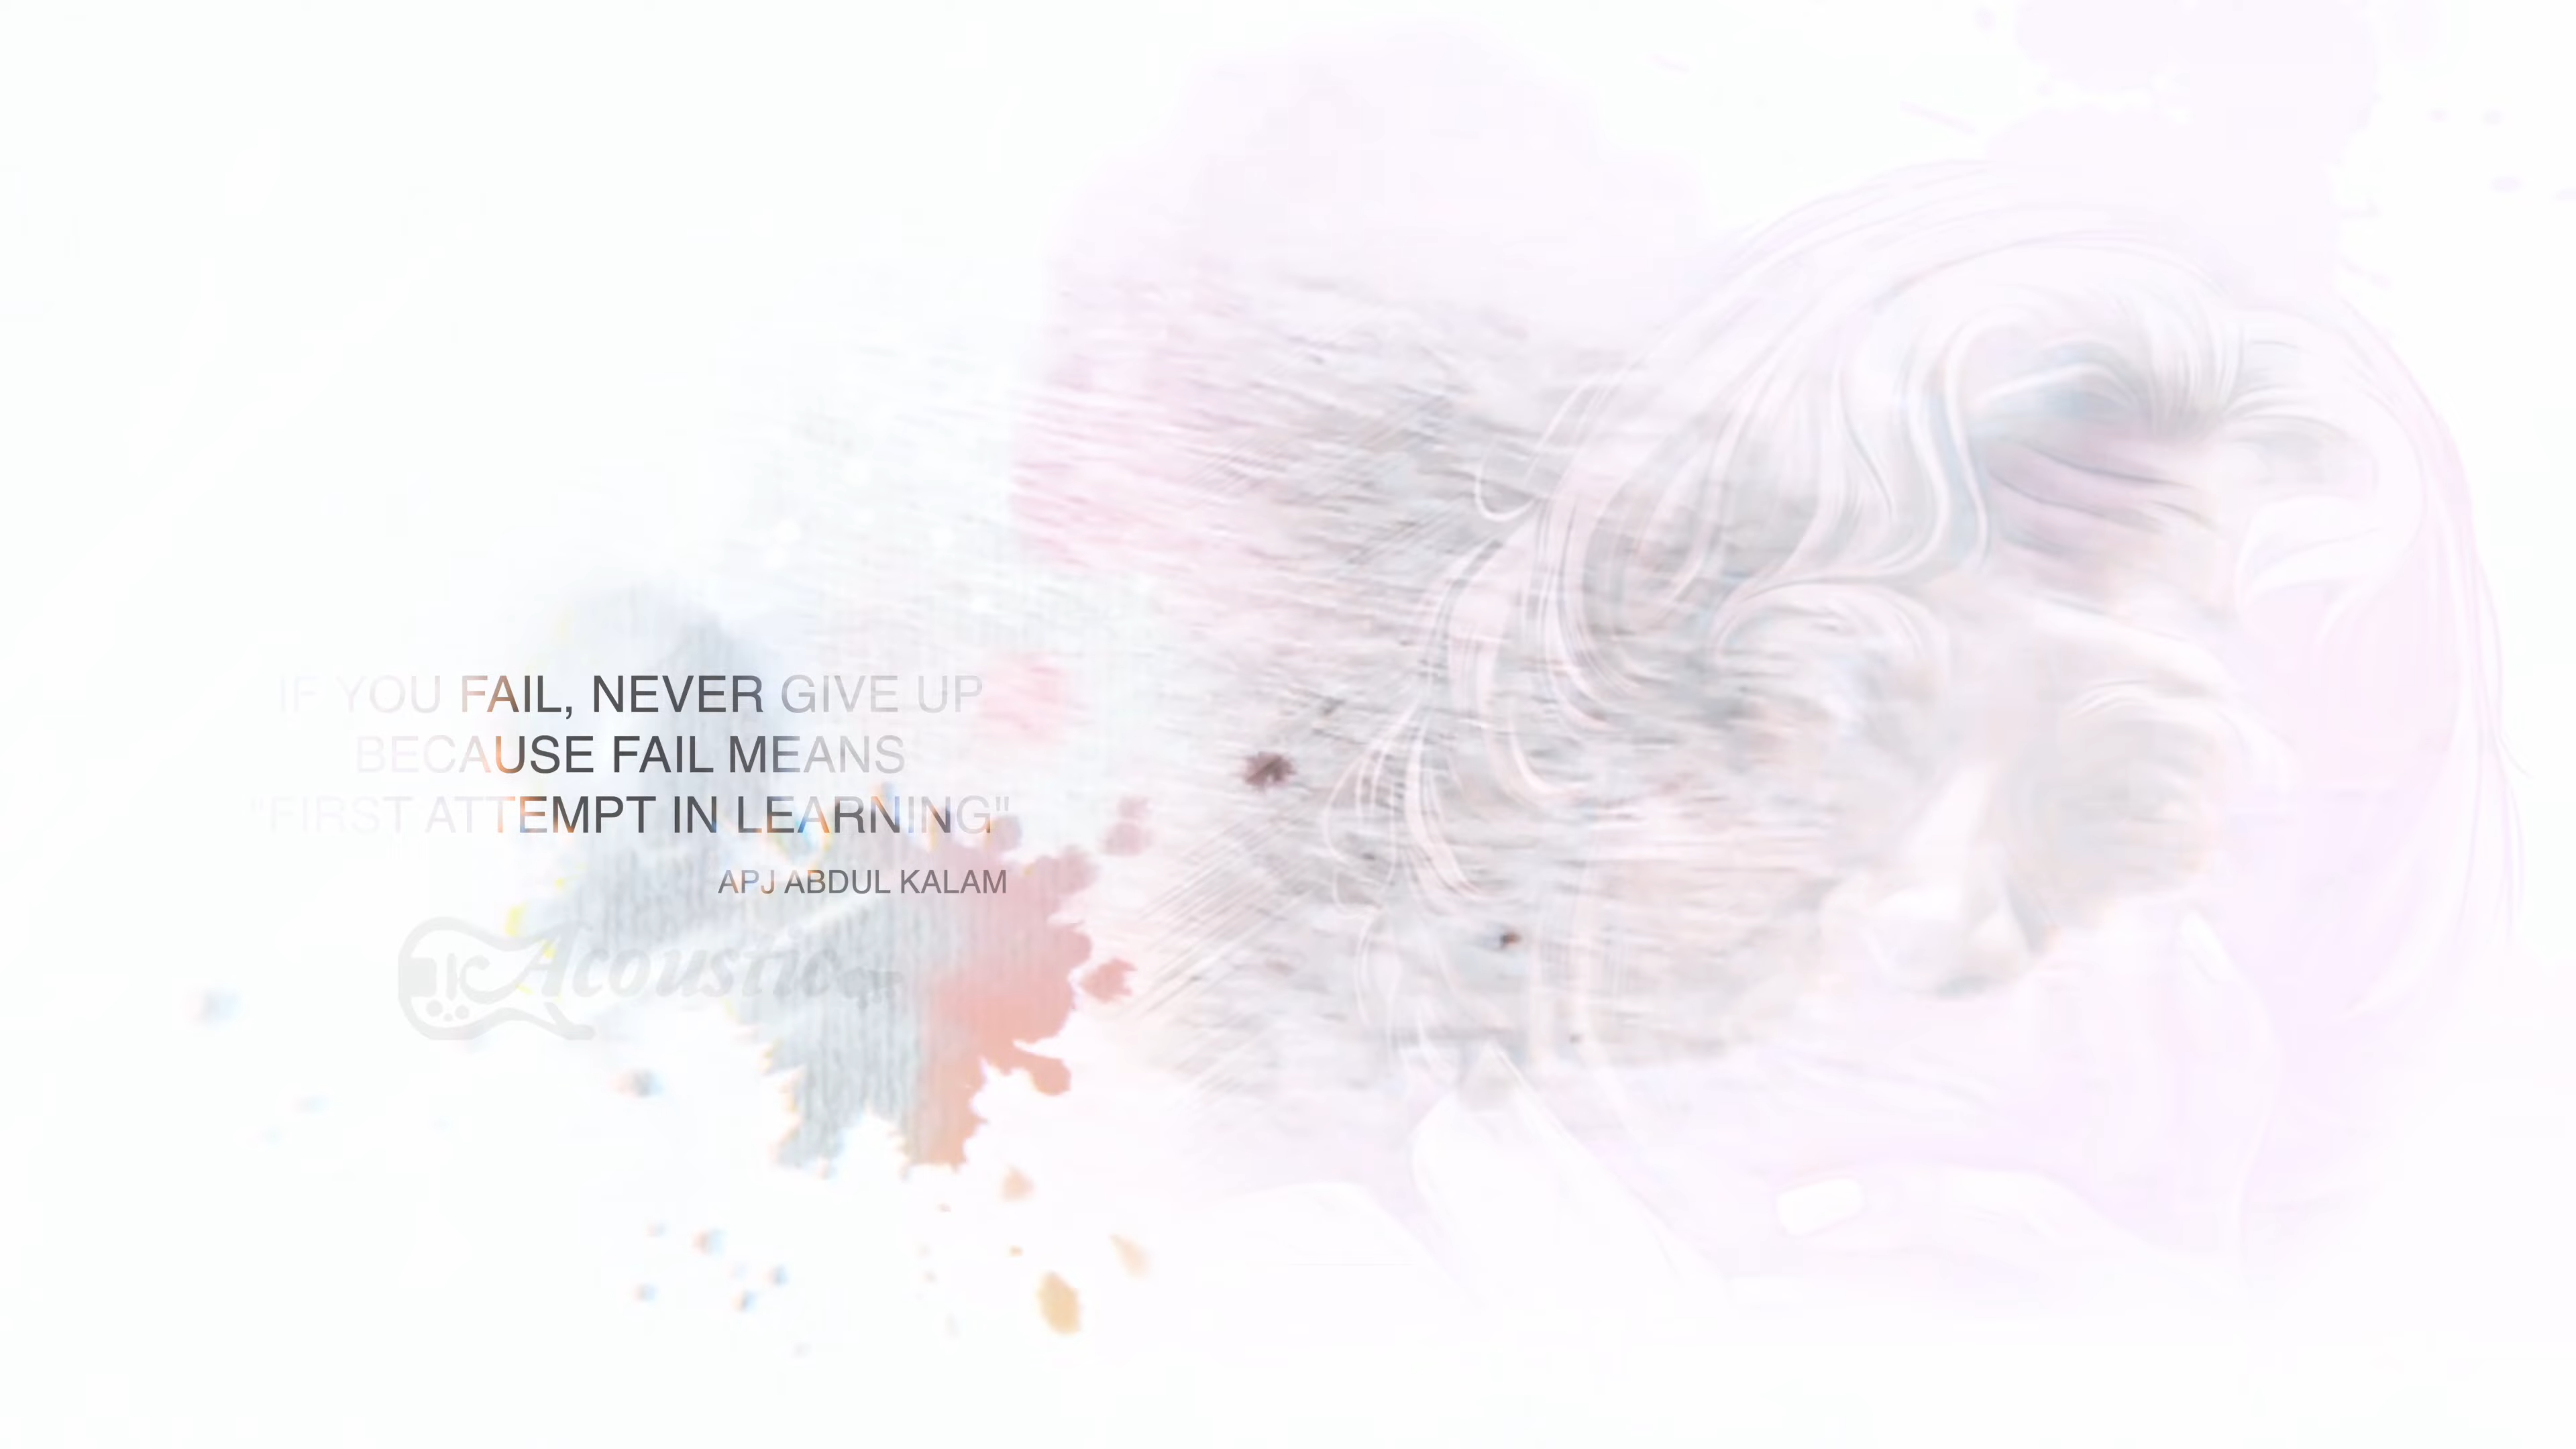 IF YOU FAIL, NEVER GIVE UP
BECAUSE FAIL MEANS
"FIRST ATTEMPT IN LEARNING"
APJ ABDUL KALAM
Acoustic